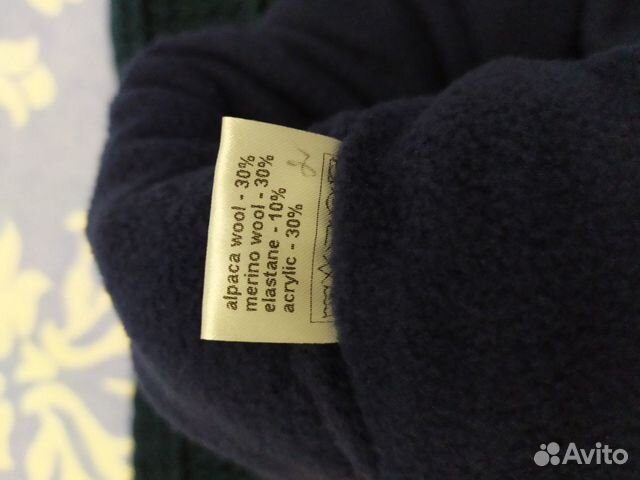 alpaca wool - 30%
merino wool - 30%
elastane - 10%
acrylic - 30%
Avito